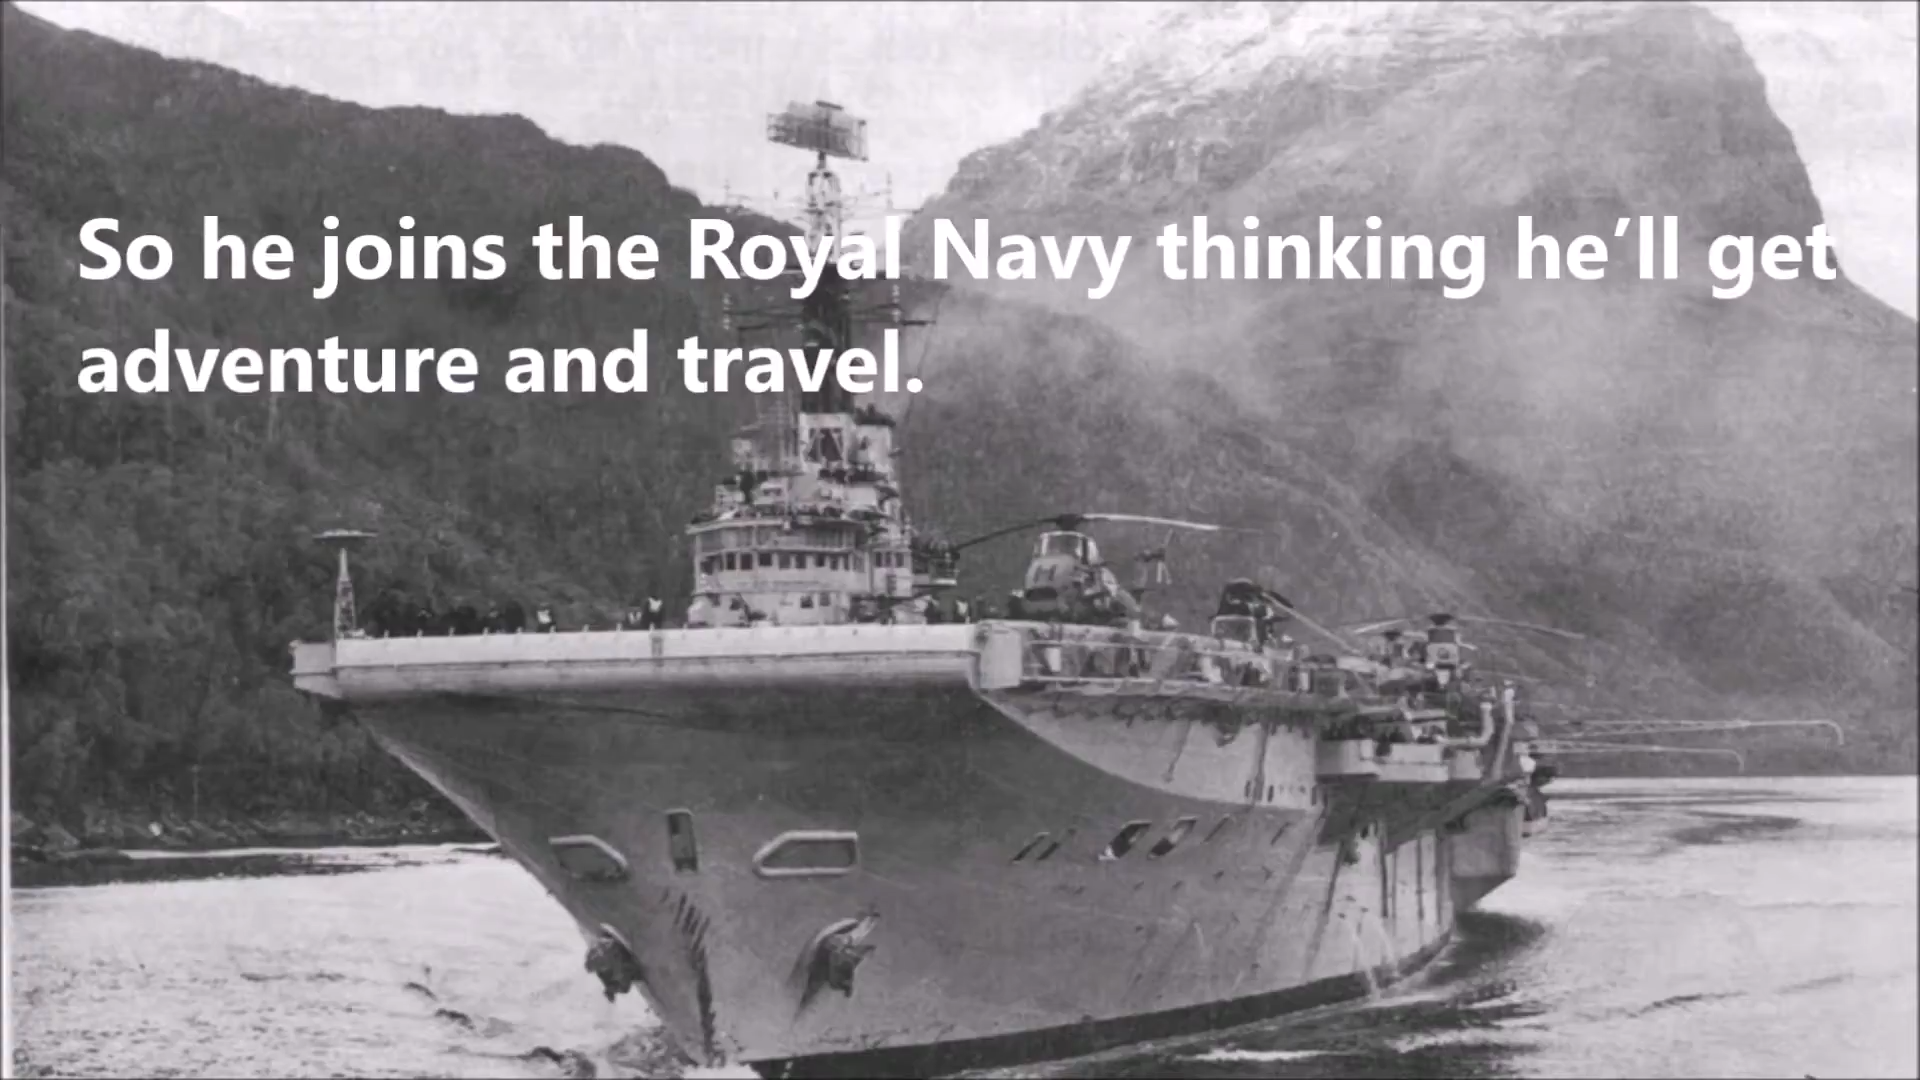 So he joins the Royal Navy thinking he’ll get
adventure and travel.